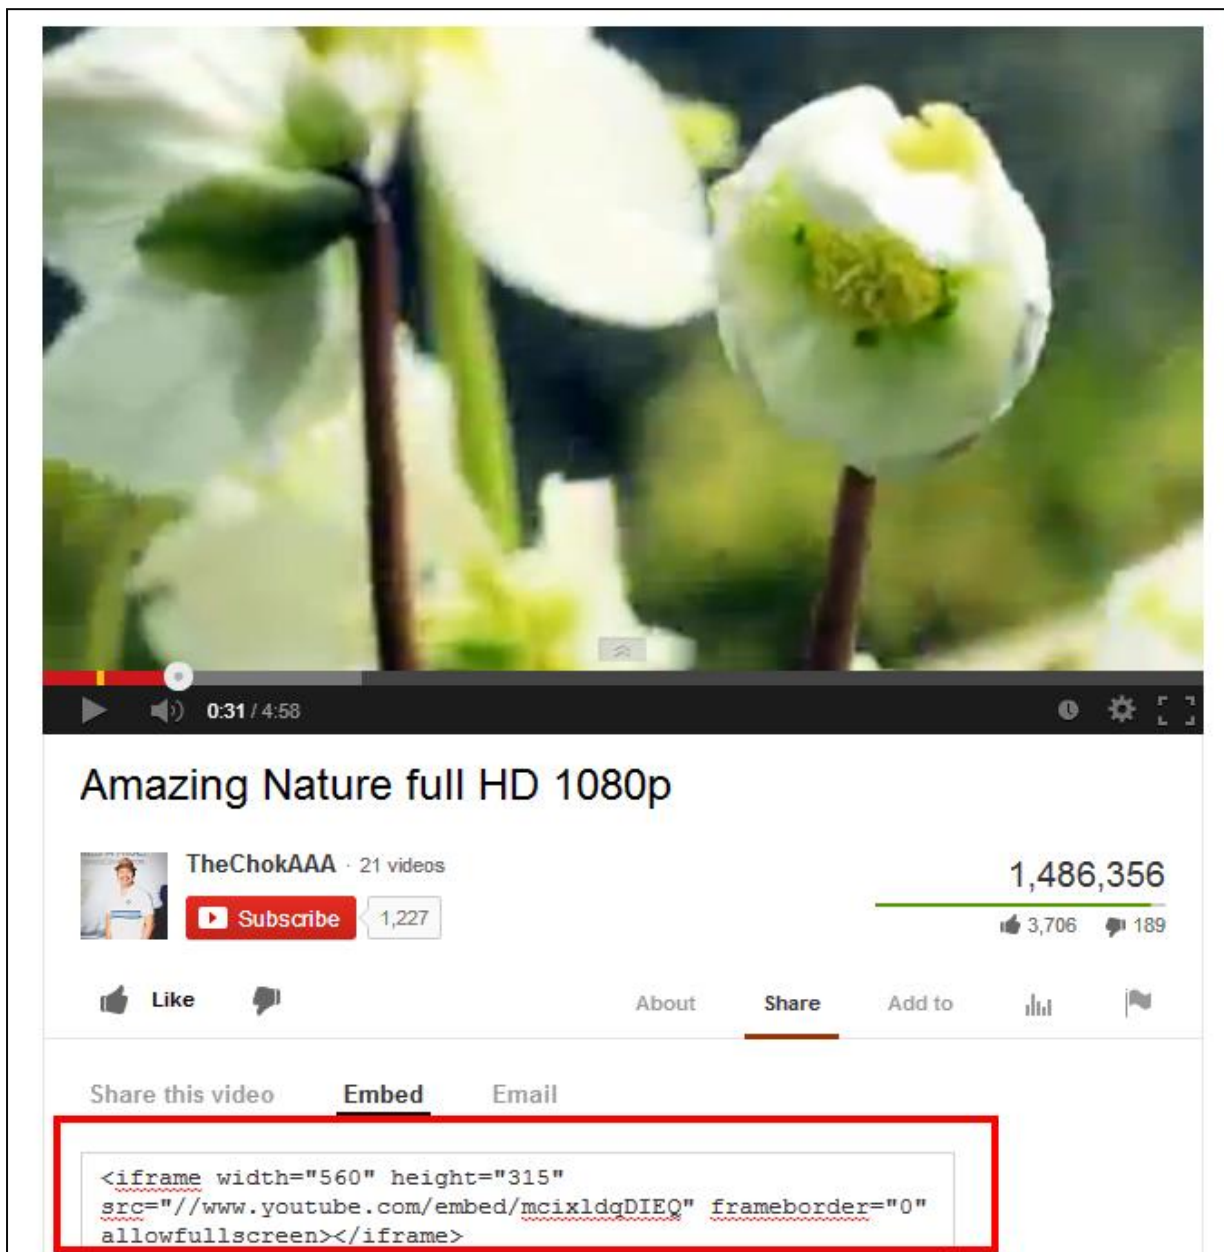 0:31 / 4:58
Amazing Nature full HD 1080p
TheChokAAA · 21 videos
Subscribe 1,227
1,486,356
3,706 189
Like About Share Add to
Share this video Embed Email
<iframe width="560" height="315"
src="//www.youtube.com/embed/mcixldqDIEQ" frameborder="0"
allowfullscreen></iframe>